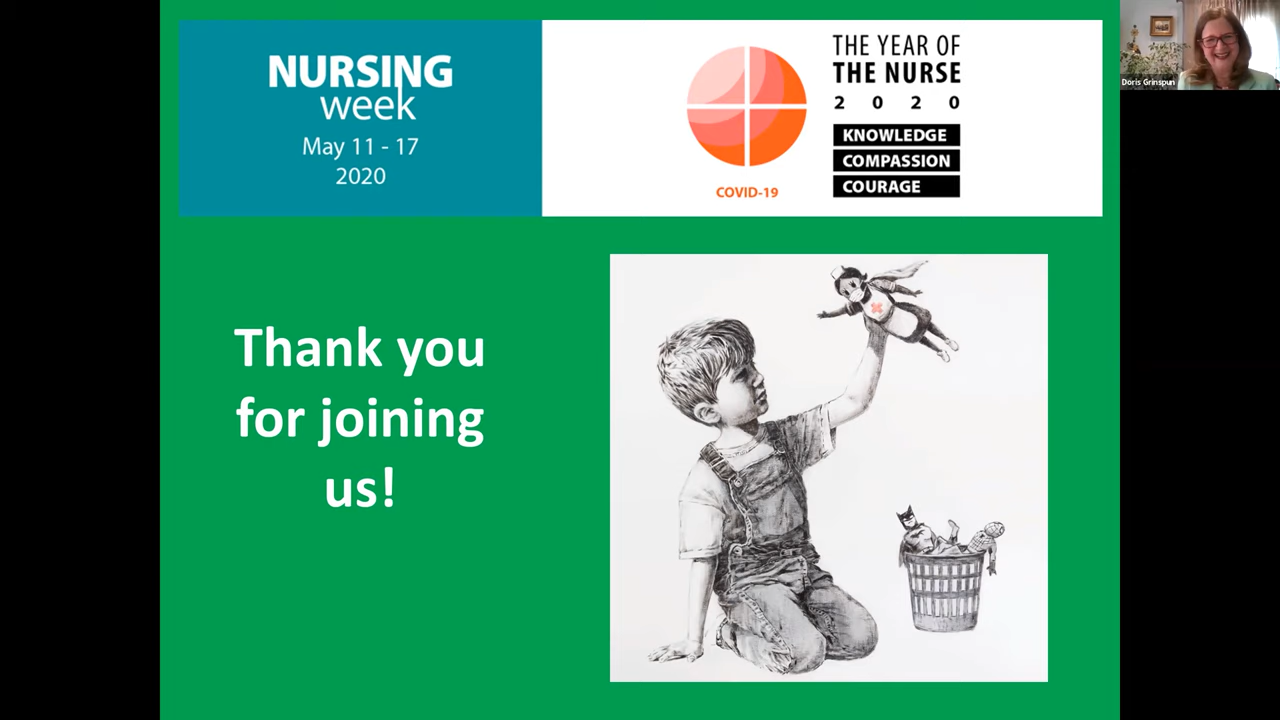 NURSING
week
May 11 - 17
2020
COVID-19
THE YEAR OF
THE NURSE
2 0 2 0
KNOWLEDGE
COMPASSION
COURAGE
Doris Grinspun
Thank you
for joining
us!